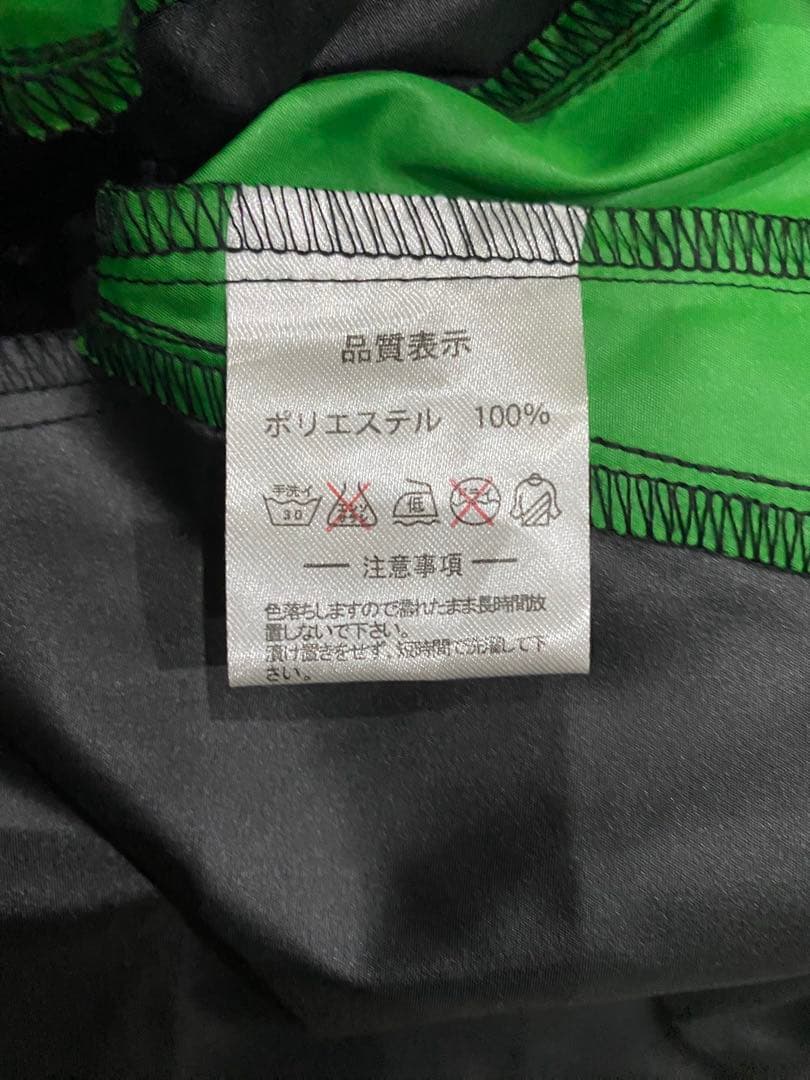 品質表示
ポリエステル 100%
手洗イ
30
低
ドライ
― 注意事項 ―
色落ちしますので濡れたまま長時間放
置しないで下さい。
漬け置きをせず、短時間で洗濯して下
さい。